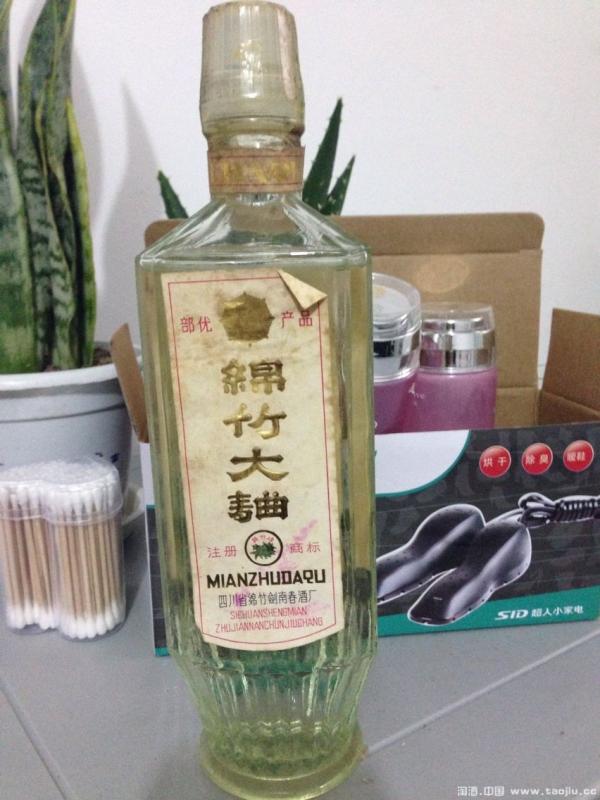 部优 产品
綿
竹
大
麯
注册 商标
MIANZHUDAQU
四川省綿竹剑南春酒厂
SICHUANSHENGMIAN
ZHUJIANNANCHUNJIUCHANG
烘干 除臭 暖鞋
SID 超人小家电
淘酒.中国 www.taojiu.cc